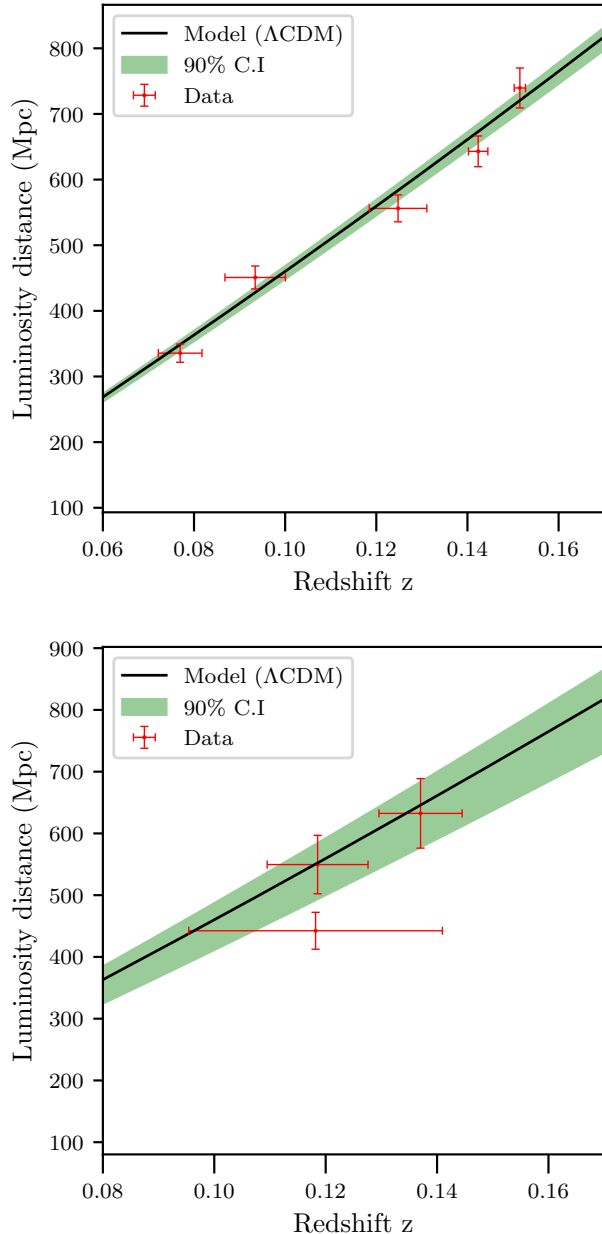 800
700
600
500
400
300
200
100
Luminosity distance (Mpc)
Model (ΛCDM)
90% C.I
Data
0.06 0.08 0.10 0.12 0.14 0.16
Redshift z
900
800
700
600
500
400
300
200
100
Luminosity distance (Mpc)
Model (ΛCDM)
90% C.I
Data
0.08 0.10 0.12 0.14 0.16
Redshift z